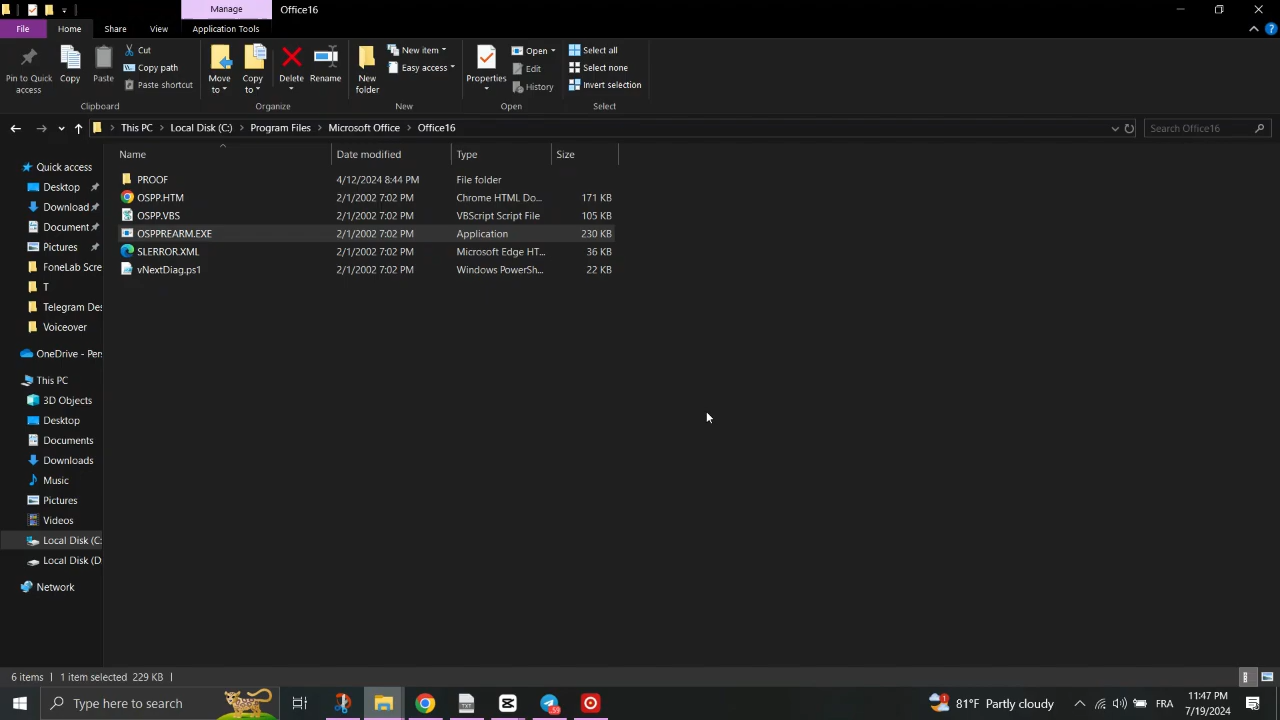 Manage
Office16
File
Home
Share
View
Application Tools
Pin to Quick access
Copy
Paste
Cut
Copy path
Paste shortcut
Clipboard
Move to
Copy to
Delete
Rename
Organize
New folder
New item
Easy access
New
Properties
Open
Edit
History
Open
Select all
Select none
Invert selection
Select
This PC > Local Disk (C:) > Program Files > Microsoft Office > Office16
Search Office16
Name Date modified Type Size
PROOF 4/12/2024 8:44 PM File folder
OSPP.HTM 2/1/2002 7:02 PM Chrome HTML Do... 171 KB
OSPP.VBS 2/1/2002 7:02 PM VBScript Script File 105 KB
OSPPREARM.EXE 2/1/2002 7:02 PM Application 230 KB
SLERROR.XML 2/1/2002 7:02 PM Microsoft Edge HT... 36 KB
vNextDiag.ps1 2/1/2002 7:02 PM Windows PowerSh... 22 KB
Quick access
Desktop
Download
Document
Pictures
FoneLab Scre
T
Telegram Des
Voiceover
OneDrive - Pers
This PC
3D Objects
Desktop
Documents
Downloads
Music
Pictures
Videos
Local Disk (C:
Local Disk (D
Network
6 items
1 item selected 229 KB
Type here to search
TXT
59
1
81°F Partly cloudy
FRA
11:47 PM
7/19/2024